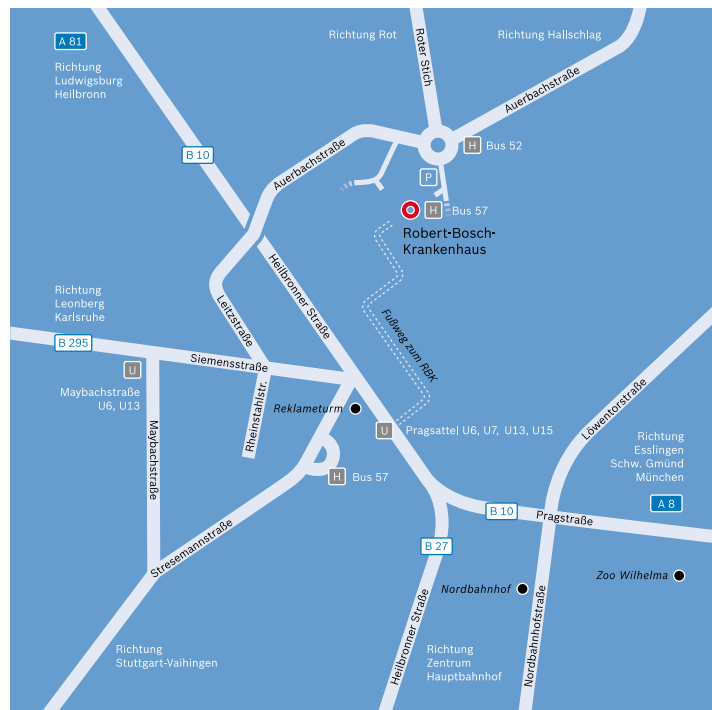 A 81
Richtung
Ludwigsburg
Heilbronn
Richtung Rot
Roter Stich
Richtung Hallschlag
Auerbachstraße
B 10
Auerbachstraße
H Bus 52
P
H Bus 57
Robert-Bosch-
Krankenhaus
Heilbronner Straße
Richtung
Leonberg
Karlsruhe
Leitzstraße
Fußweg zum RBK
B 295
Siemensstraße
U
Maybachstraße
U6, U13
Maybachstraße
Rheinstahlstr.
Reklameturm
U Pragsattel U6, U7, U13, U15
Löwentorstraße
Richtung
Esslingen
Schw. Gmünd
München
A 8
H Bus 57
B 10
Pragstraße
Stresemannstraße
B 27
Nordbahnhof
Zoo Wilhelma
Heilbronner Straße
Nordbahnhofstraße
Richtung
Stuttgart-Vaihingen
Richtung
Zentrum
Hauptbahnhof